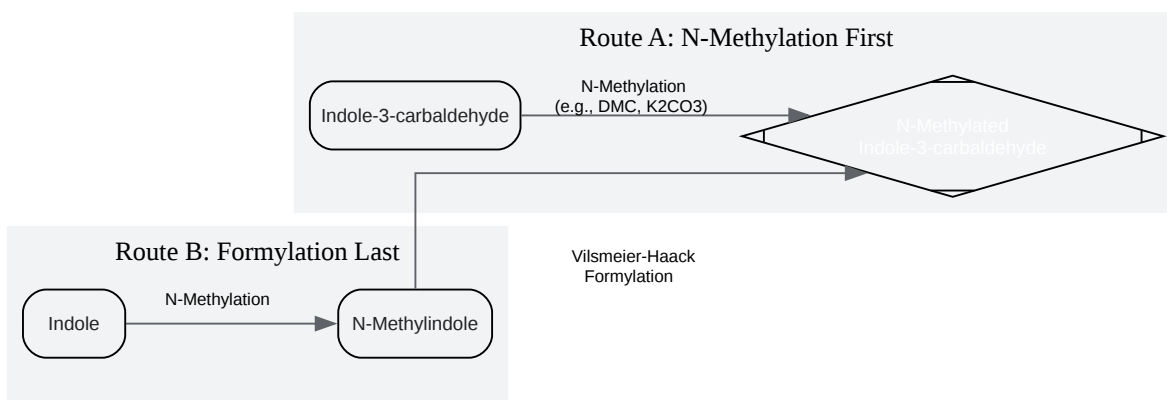 Route A: N-Methylation First
Indole-3-carbaldehyde
N-Methylation
(e.g., DMC, K2CO3)
N-Methylated
Indole-3-carbaldehyde
Route B: Formylation Last
Vilsmeier-Haack
Formylation
Indole
N-Methylation
N-Methylindole